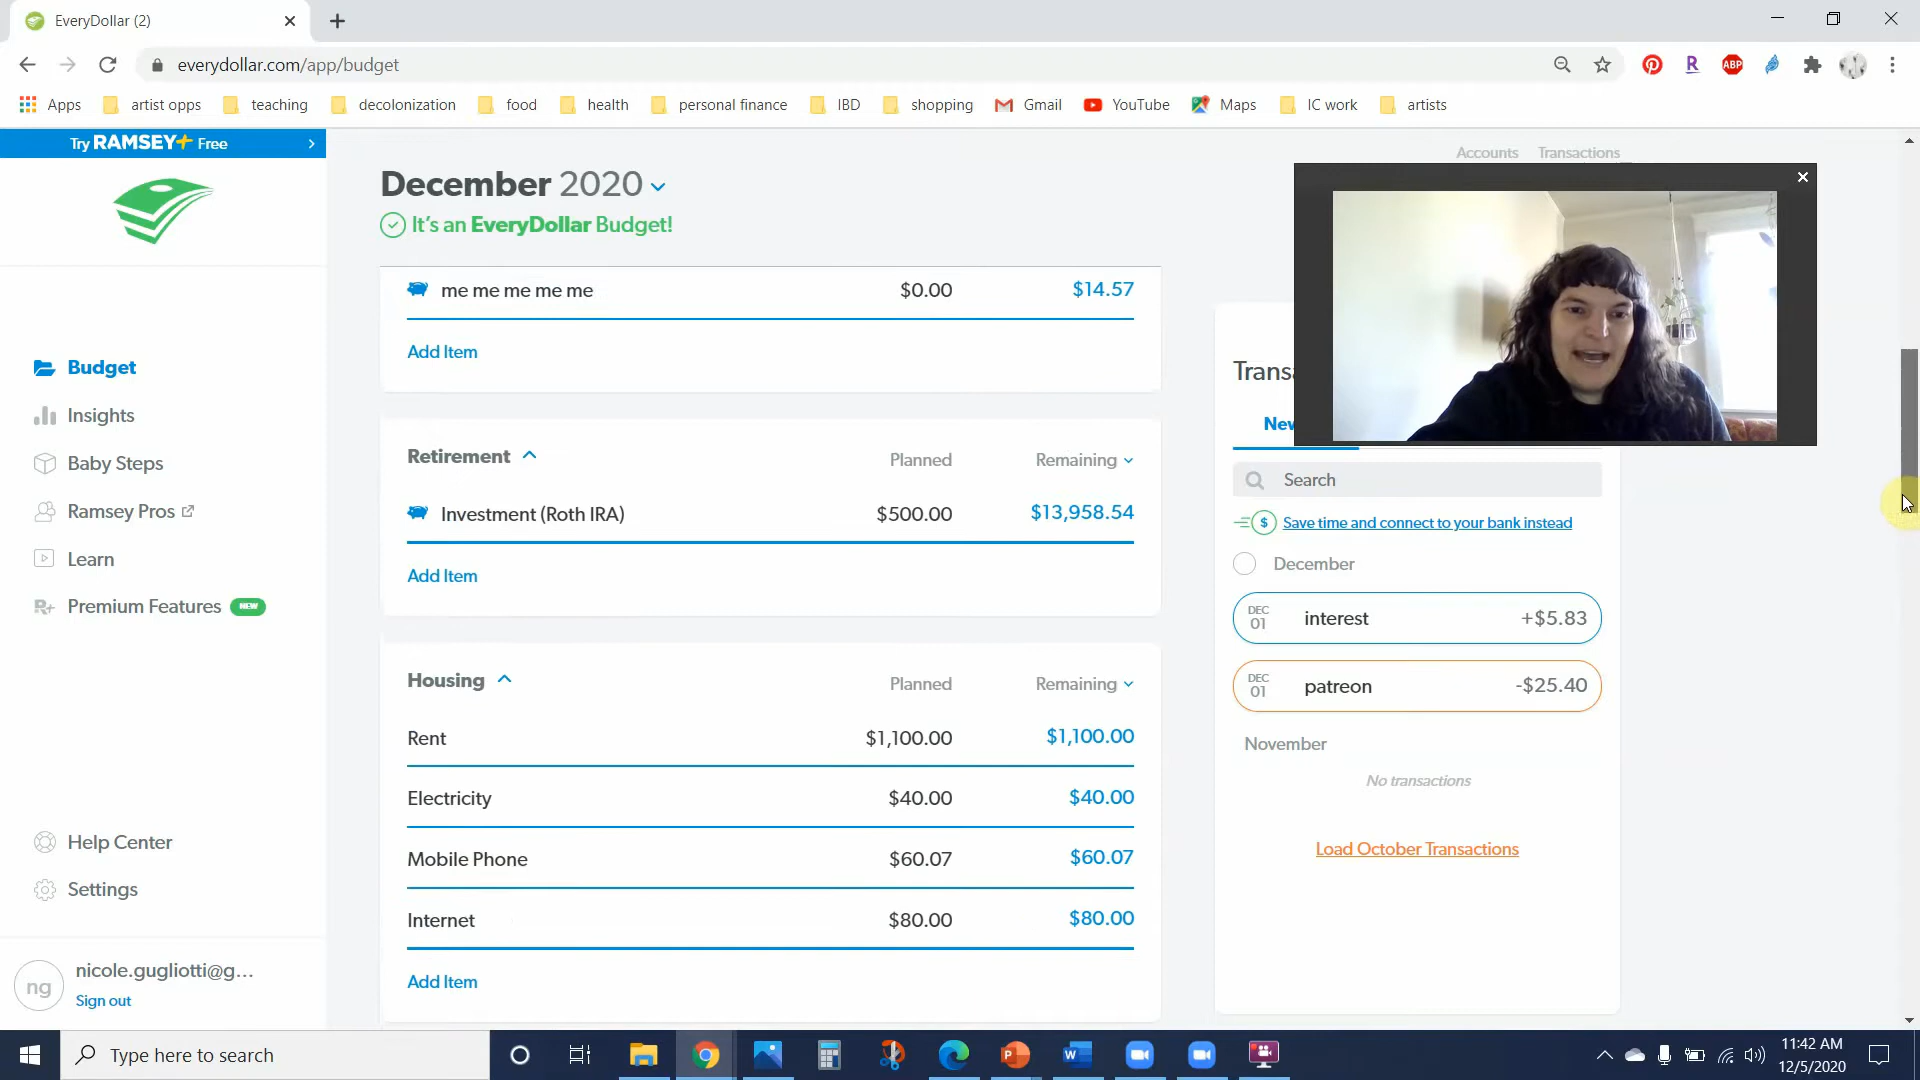 EveryDollar (2)
everydollar.com/app/budget
Apps artist opps teaching decolonization food health personal finance IBD shopping Gmail YouTube Maps IC work artists
Try RAMSEY+ Free
Budget
Insights
Baby Steps
Ramsey Pros
Learn
Premium Features NEW
Help Center
Settings
ng
nicole.gugliotti@g...
Sign out
December 2020
It's an EveryDollar Budget!
me me me me me $0.00 $14.57
Add Item
Retirement Planned Remaining
Investment (Roth IRA) $500.00 $13,958.54
Add Item
Housing Planned Remaining
Rent $1,100.00 $1,100.00
Electricity $40.00 $40.00
Mobile Phone $60.07 $60.07
Internet $80.00 $80.00
Add Item
Accounts Transactions
Transa
New
Search
Save time and connect to your bank instead
December
DEC 01 interest +$5.83
DEC 01 patreon -$25.40
November
No transactions
Load October Transactions
Type here to search
11:42 AM
12/5/2020